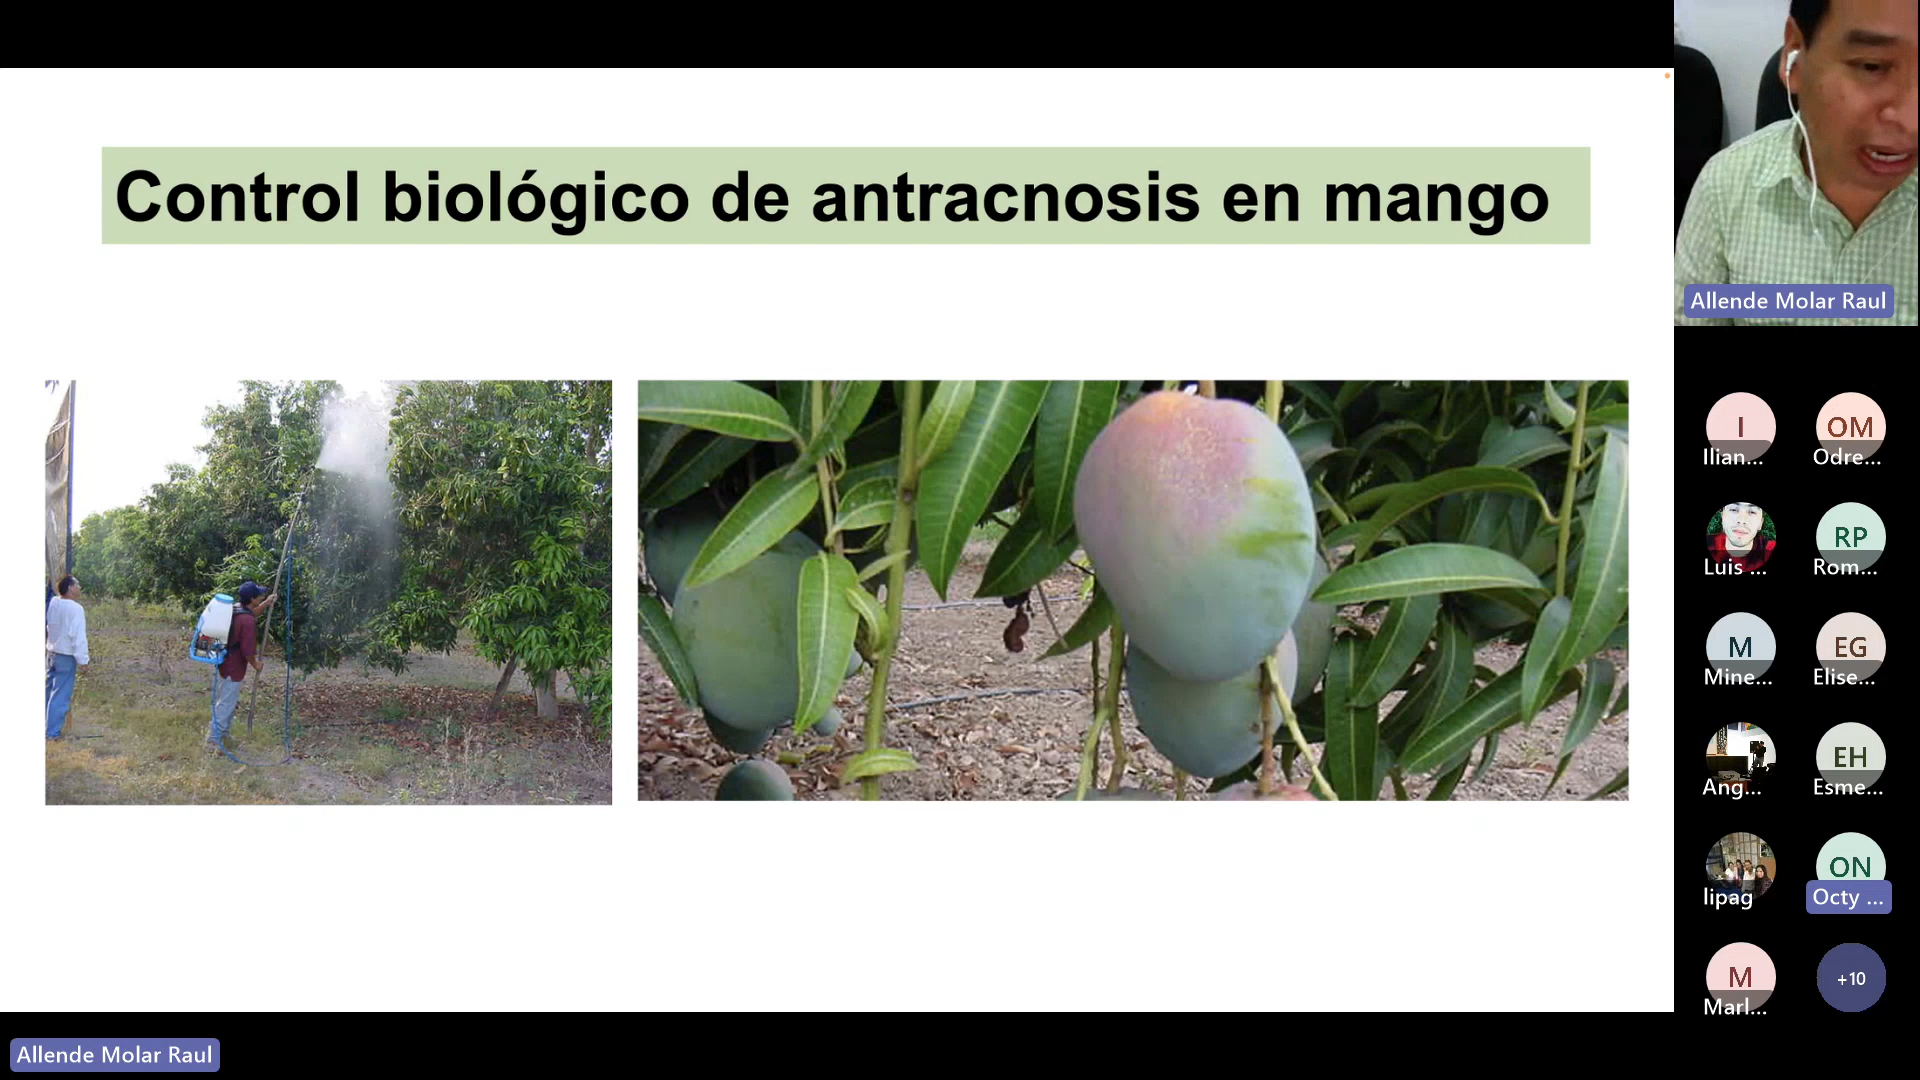 Control biológico de antracnosis en mango
Allende Molar Raul
I
OM
Ilian...
Odre...
RP
Luis ...
Rom...
M
EG
Mine...
Elise...
EH
Ang...
Esme...
ON
lipag
Octy ...
M
+10
Marl...
Allende Molar Raul